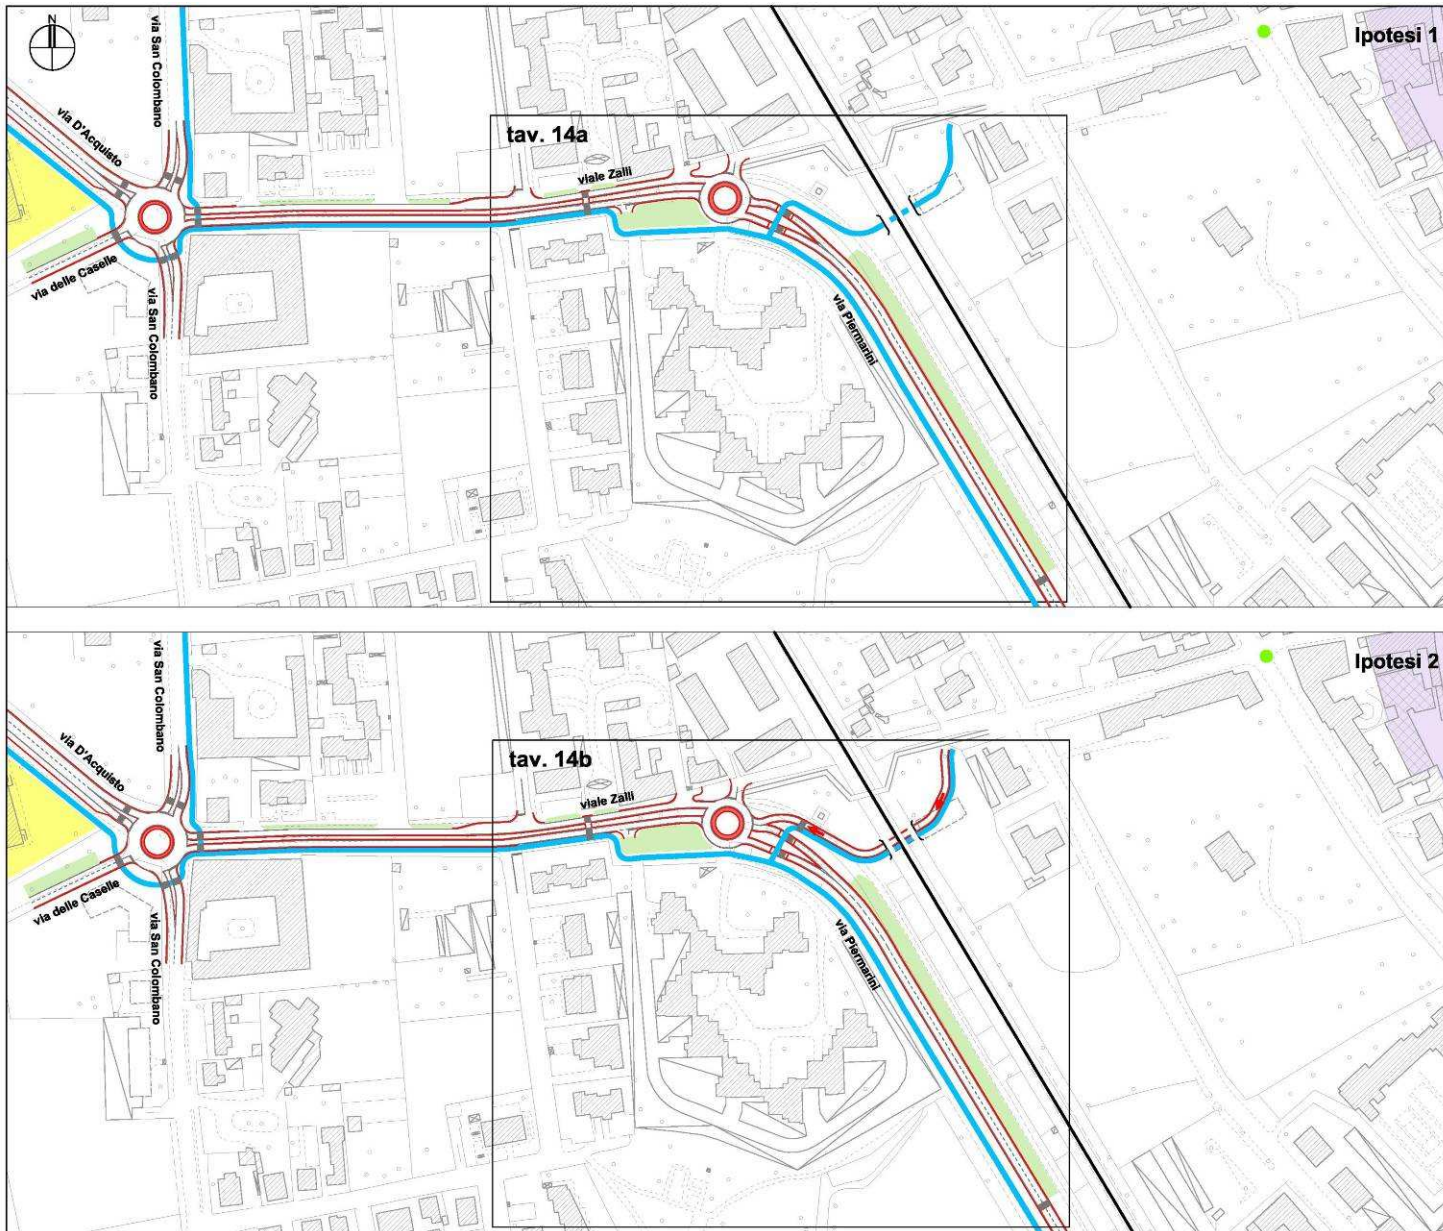 N
Ipotesi 1
via San Colombano
via D'Acquisto
tav. 14a
viale Zalli
via delle Caselle
via San Colombano
via Piermarini
Ipotesi 2
via San Colombano
via D'Acquisto
tav. 14b
viale Zalli
via delle Caselle
via San Colombano
via Piermarini